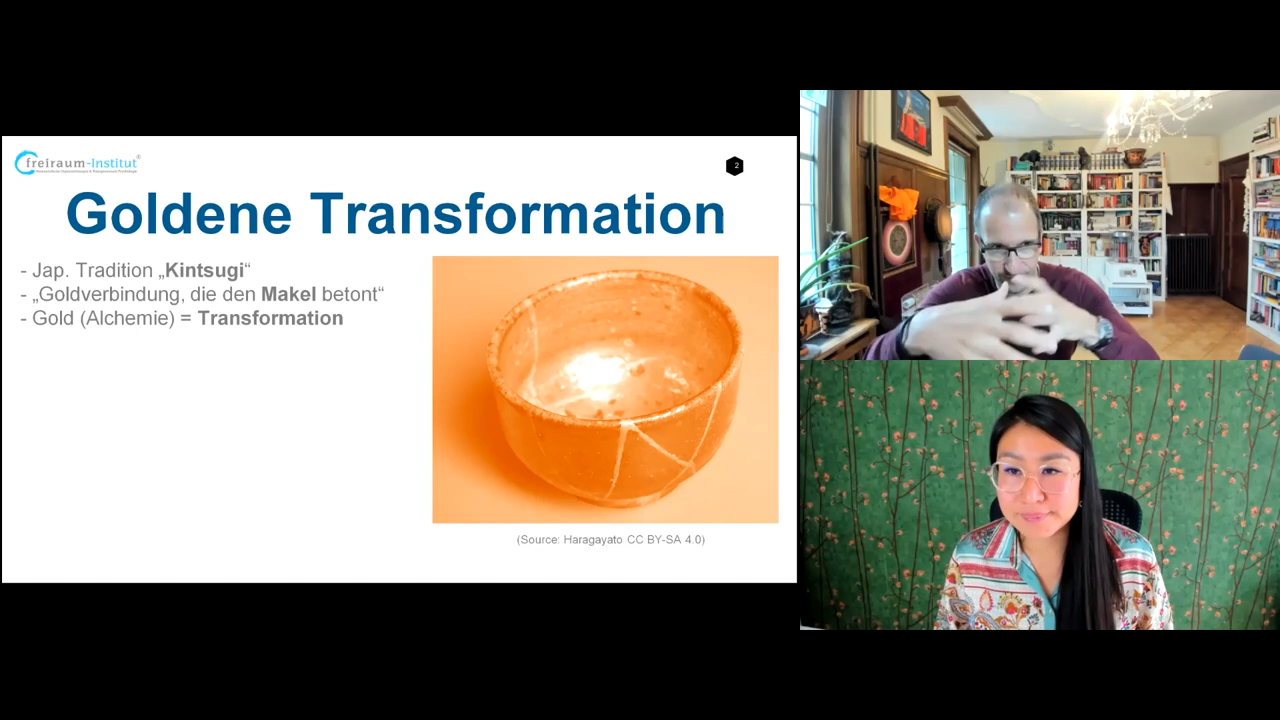 freiraum-Institut®
2
Goldene Transformation
- Jap. Tradition „Kintsugi“
- „Goldverbindung, die den Makel betont“
- Gold (Alchemie) = Transformation
(Source: Haragayato CC BY-SA 4.0)